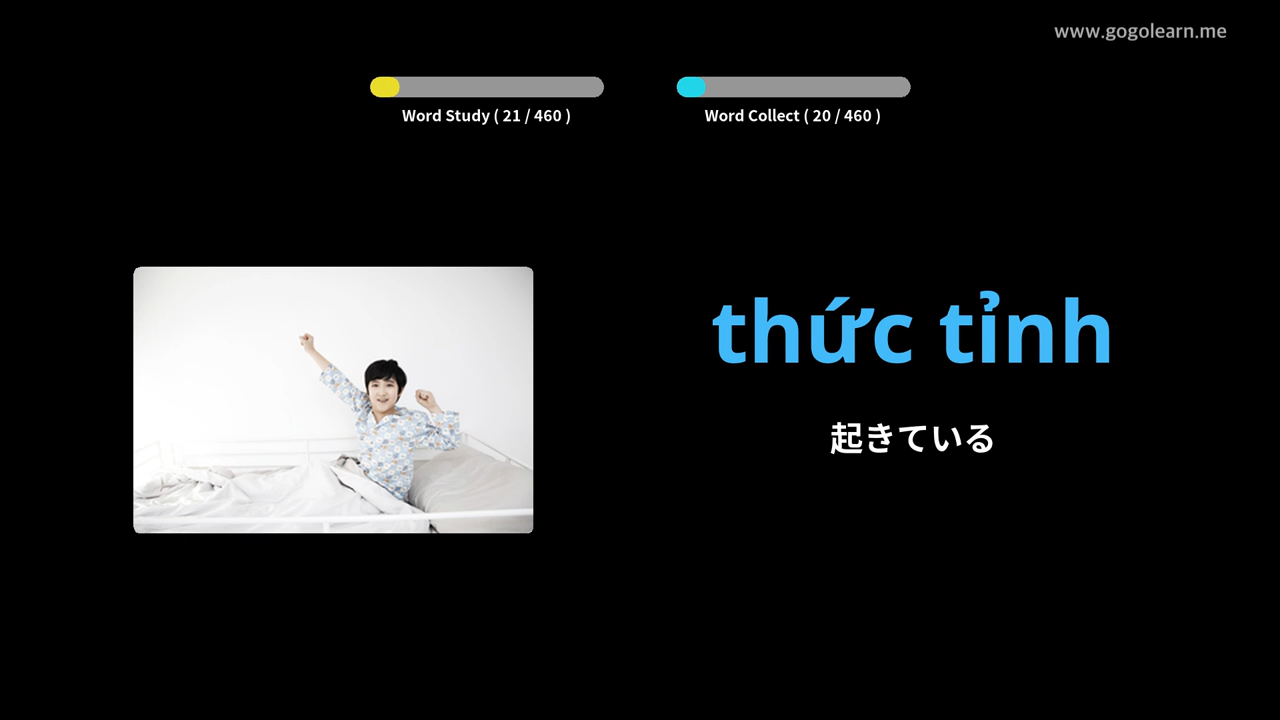 www.gogolearn.me
Word Study ( 21 / 460 )
Word Collect ( 20 / 460 )
thức tỉnh
起きている